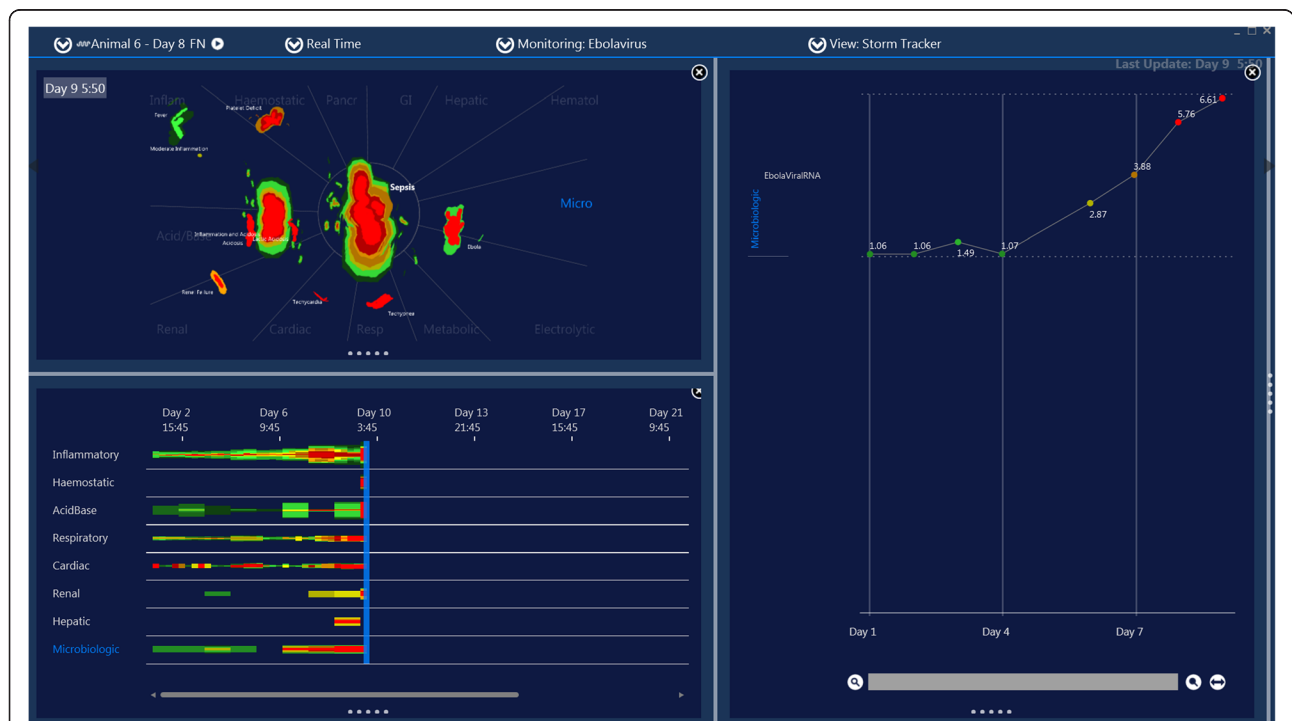 Animal 6 - Day 8 FN
Real Time
Monitoring: Ebolavirus
View: Storm Tracker
Last Update: Day 9 5:50
Day 9 5:50
Inflam
Haemostatic
Pancr
GI
Hepatic
Hematol
Fever
Platelet Deficit
Moderate Inflammation
Sepsis
Micro
Acid/Base
Inflammation and Acidosis
Acidosis
Lactic Acidosis
Ebola
Renal Failure
Tachycardia
Tachypnea
Renal
Cardiac
Resp
Metabolic
Electrolytic
Day 2 Day 6 Day 10 Day 13 Day 17 Day 21
15:45 9:45 3:45 21:45 15:45 9:45
Inflammatory
Haemostatic
AcidBase
Respiratory
Cardiac
Renal
Hepatic
Microbiologic
EbolaViralRNA
Microbiologic
1.06
1.06
1.49
1.07
2.87
3.88
5.76
6.61
Day 1
Day 4
Day 7